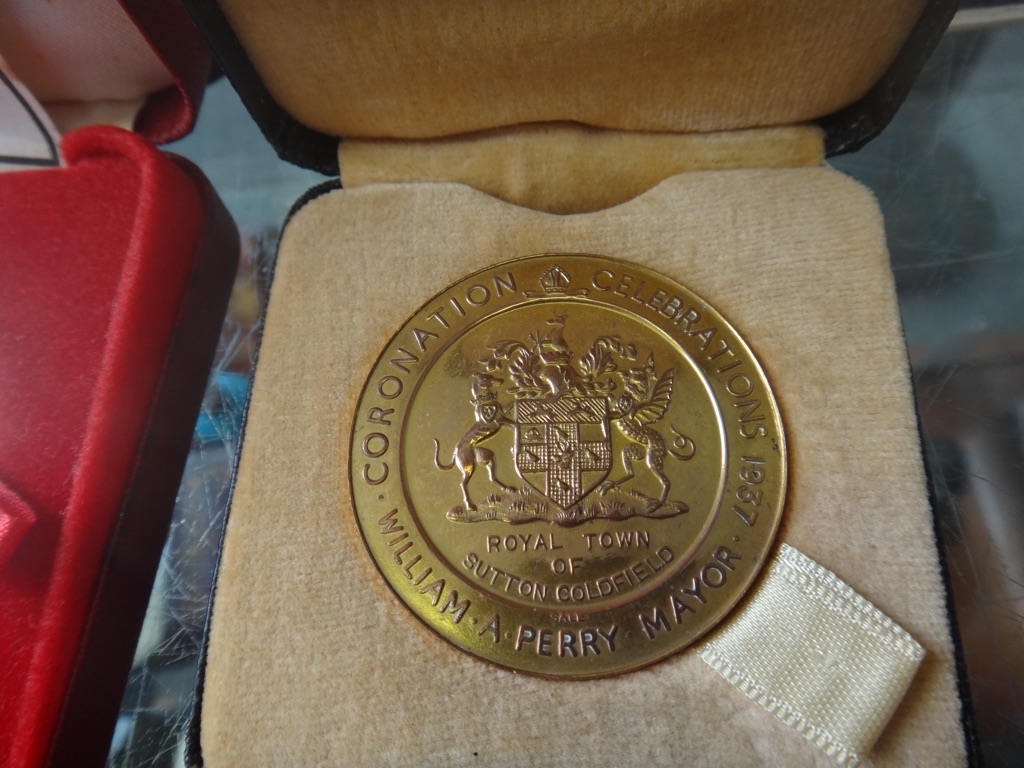 CORONATION CELEBRATIONS 1937 ·
· WILLIAM · A · PERRY · MAYOR ·
ROYAL TOWN
OF
SUTTON COLDFIELD